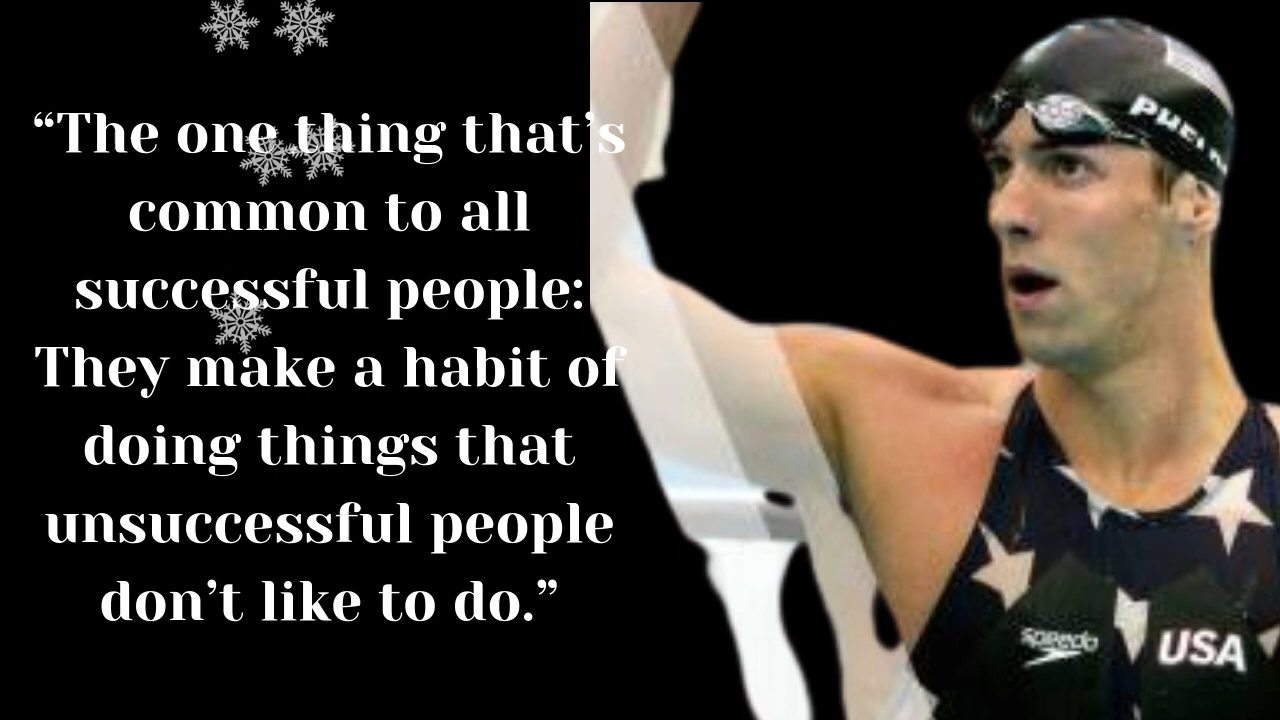 “The one thing that’s
common to all
successful people:
They make a habit of
doing things that
unsuccessful people
don’t like to do.”
speedo
USA